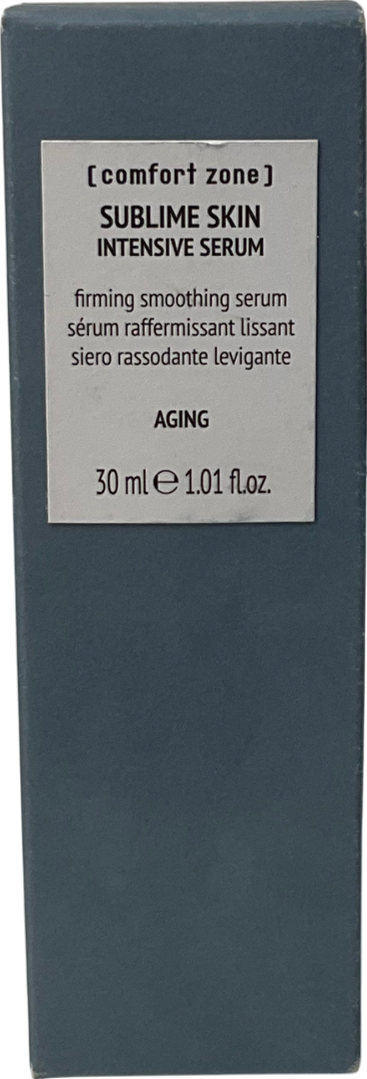 [comfort zone]
SUBLIME SKIN
INTENSIVE SERUM
firming smoothing serum
sérum raffermissant lissant
siero rassodante levigante
AGING
30 ml ℮ 1.01 fl.oz.